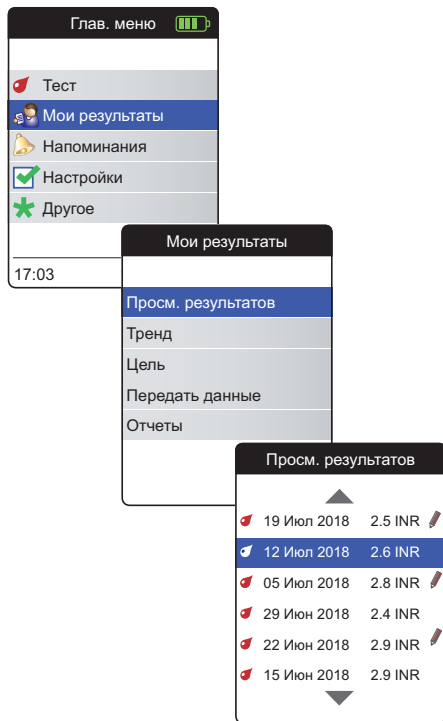 Глав. меню
Тест
Мои результаты
Напоминания
Настройки
Другое
17:03
Мои результаты
Просм. результатов
Тренд
Цель
Передать данные
Отчеты
Просм. результатов
19 Июл 2018 2.5 INR
12 Июл 2018 2.6 INR
05 Июл 2018 2.8 INR
29 Июн 2018 2.4 INR
22 Июн 2018 2.9 INR
15 Июн 2018 2.9 INR